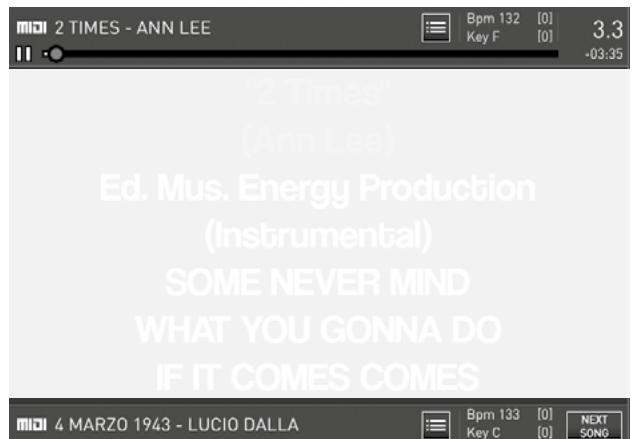 MIDI 2 TIMES - ANN LEE
Bpm 132 [0]
Key F [0]
3.3
-03:35
"2 Times"
(Ann Lee)
Ed. Mus. Energy Production
(Instrumental)
SOME NEVER MIND
WHAT YOU GONNA DO
IF IT COMES COMES
MIDI 4 MARZO 1943 - LUCIO DALLA
Bpm 133 [0]
Key C [0]
NEXT
SONG